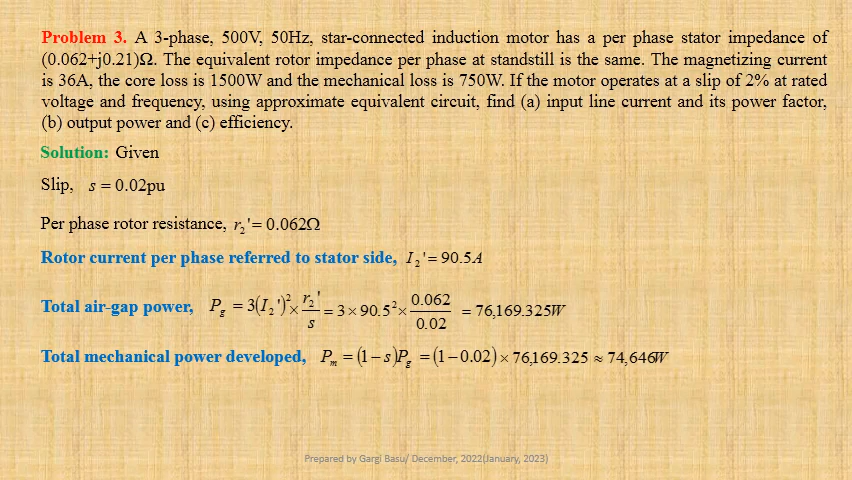 Problem 3. A 3-phase, 500V, 50Hz, star-connected induction motor has a per phase stator impedance of
(0.062+j0.21)Ω. The equivalent rotor impedance per phase at standstill is the same. The magnetizing current
is 36A, the core loss is 1500W and the mechanical loss is 750W. If the motor operates at a slip of 2% at rated
voltage and frequency, using approximate equivalent circuit, find (a) input line current and its power factor,
(b) output power and (c) efficiency.
Solution: Given
Slip, s = 0.02pu
Per phase rotor resistance, r₂' = 0.062Ω
Rotor current per phase referred to stator side, I₂' = 90.5A
Total air-gap power, P_g = 3(I₂')² × r₂'/s = 3 × 90.5² × 0.062/0.02 = 76,169.325W
Total mechanical power developed, P_m = (1 − s)P_g = (1 − 0.02) × 76,169.325 ≈ 74,646W
Prepared by Gargi Basu/ December, 2022(January, 2023)